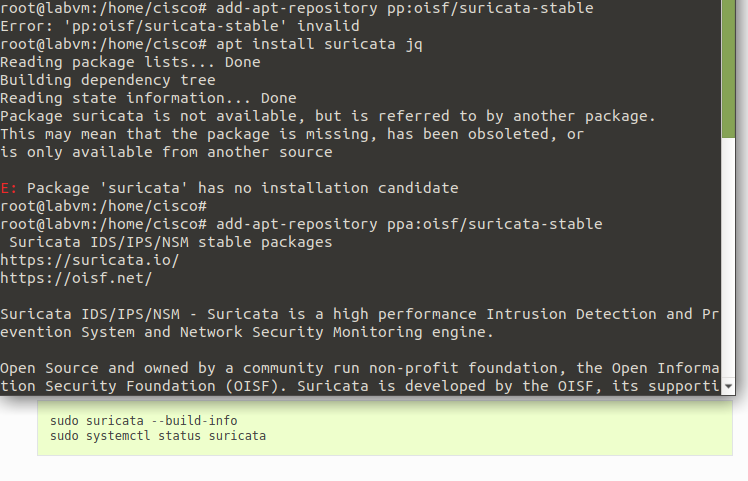 root@labvm:/home/cisco# add-apt-repository pp:oisf/suricata-stable
Error: 'pp:oisf/suricata-stable' invalid
root@labvm:/home/cisco# apt install suricata jq
Reading package lists... Done
Building dependency tree
Reading state information... Done
Package suricata is not available, but is referred to by another package.
This may mean that the package is missing, has been obsoleted, or
is only available from another source

E: Package 'suricata' has no installation candidate
root@labvm:/home/cisco#
root@labvm:/home/cisco# add-apt-repository ppa:oisf/suricata-stable
 Suricata IDS/IPS/NSM stable packages
https://suricata.io/
https://oisf.net/

Suricata IDS/IPS/NSM - Suricata is a high performance Intrusion Detection and Pr
evention System and Network Security Monitoring engine.

Open Source and owned by a community run non-profit foundation, the Open Informa
tion Security Foundation (OISF). Suricata is developed by the OISF, its supporti
sudo suricata --build-info
sudo systemctl status suricata